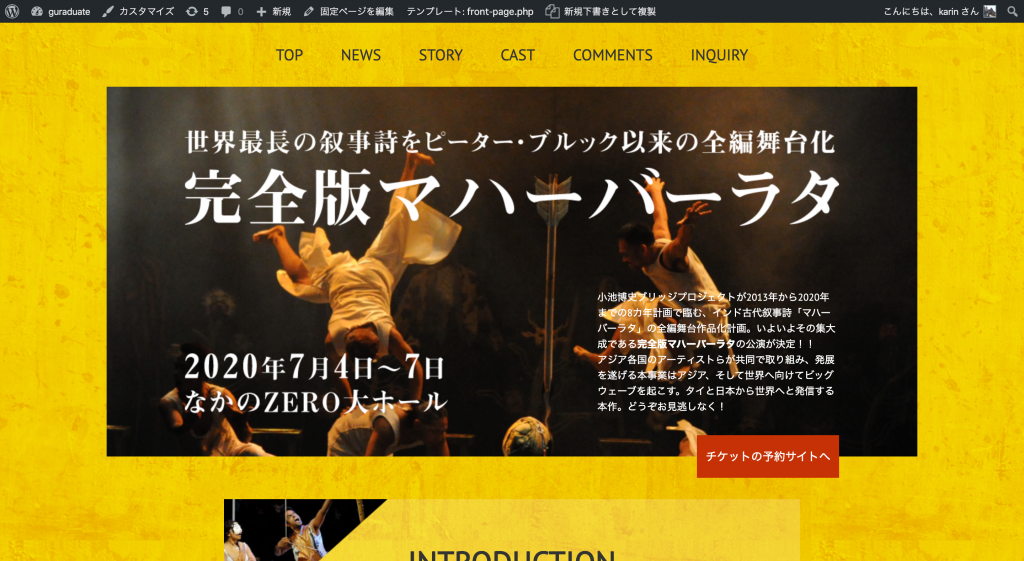 guraduate カスタマイズ 5 0 新規 固定ページを編集 テンプレート: front-page.php 新規下書きとして複製 こんにちは、karin さん
TOP NEWS STORY CAST COMMENTS INQUIRY
世界最長の叙事詩をピーター・ブルック以来の全編舞台化
完全版マハーバーラタ
小池博史ブリッジプロジェクトが2013年から2020年
までの8カ年計画で臨む、インド古代叙事詩「マハー
バーラタ」の全編舞台作品化計画。いよいよその集大
成である完全版マハーバーラタの公演が決定！！
アジア各国のアーティストらが共同で取り組み、発展
を遂げる本事業はアジア、そして世界へ向けてビッグ
ウェーブを起こす。タイと日本から世界へと発信する
本作。どうぞお見逃しなく！
2020年7月4日〜7日
なかのZERO大ホール
チケットの予約サイトへ
INTRODUCTION